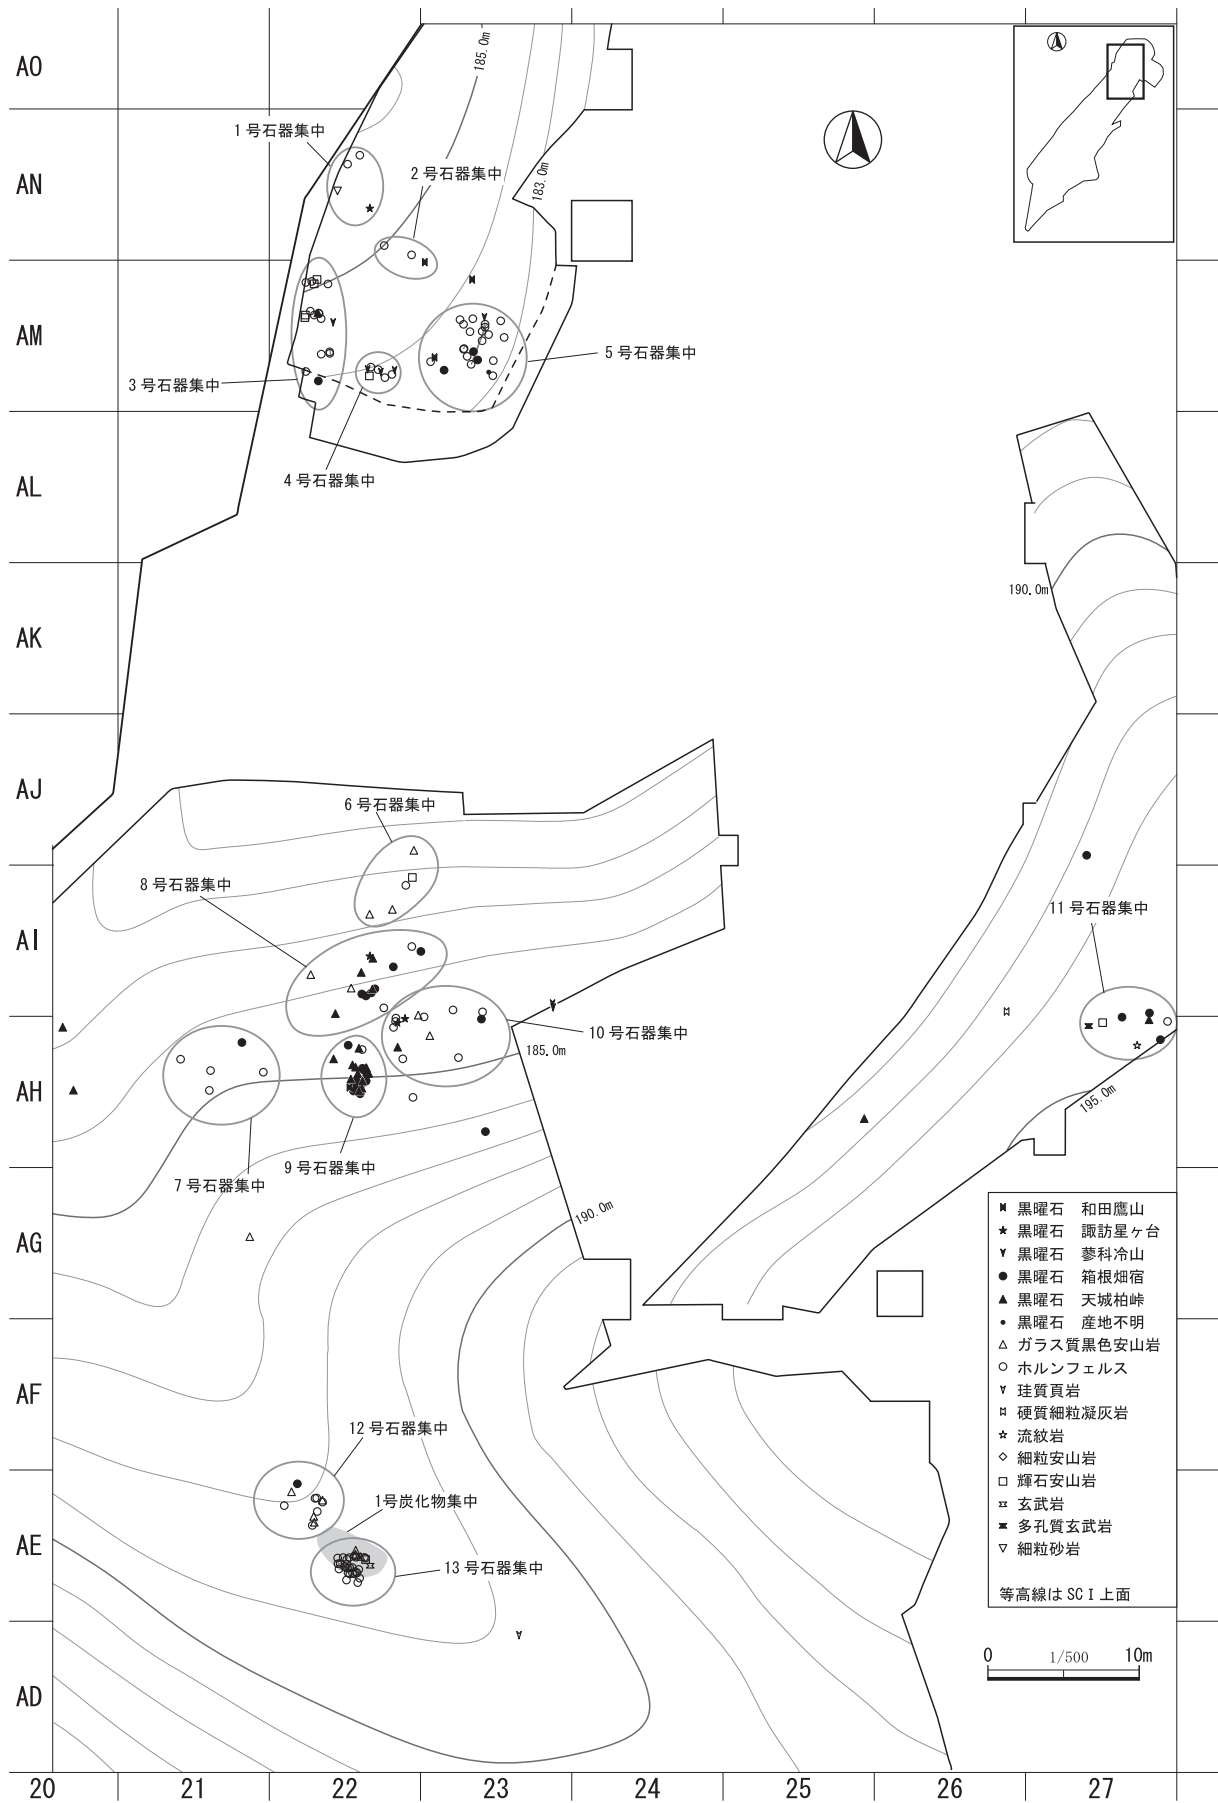 AO
185.0m
1号石器集中
AN
2号石器集中
183.0m
AM
5号石器集中
3号石器集中
4号石器集中
AL
190.0m
AK
AJ
6号石器集中
8号石器集中
11号石器集中
AI
10号石器集中
185.0m
AH
195.0m
9号石器集中
7号石器集中
190.0m
AG
黒曜石 和田鷹山
黒曜石 諏訪星ヶ台
黒曜石 蓼科冷山
黒曜石 箱根畑宿
黒曜石 天城柏峠
黒曜石 産地不明
ガラス質黒色安山岩
ホルンフェルス
珪質頁岩
硬質細粒凝灰岩
流紋岩
細粒安山岩
輝石安山岩
玄武岩
多孔質玄武岩
細粒砂岩
等高線はSCⅠ上面
AF
12号石器集中
1号炭化物集中
AE
13号石器集中
0 1/500 10m
AD
20 21 22 23 24 25 26 27